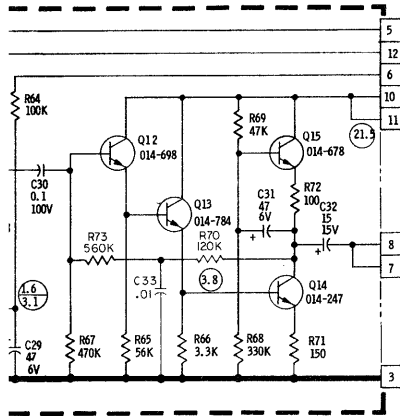 5
12
6
10
11
R64
100K
R69
47K
21.5
Q12
014-698
Q15
014-678
C30
0.1
100V
Q13
014-784
C31
47
6V
+
R72
100
C32
15
15V
+
R73
560K
R70
120K
8
7
C33
.01
3.8
Q14
014-247
1.6
3.1
C29
47
6V
R67
470K
R65
56K
R66
3.3K
R68
330K
R71
150
3